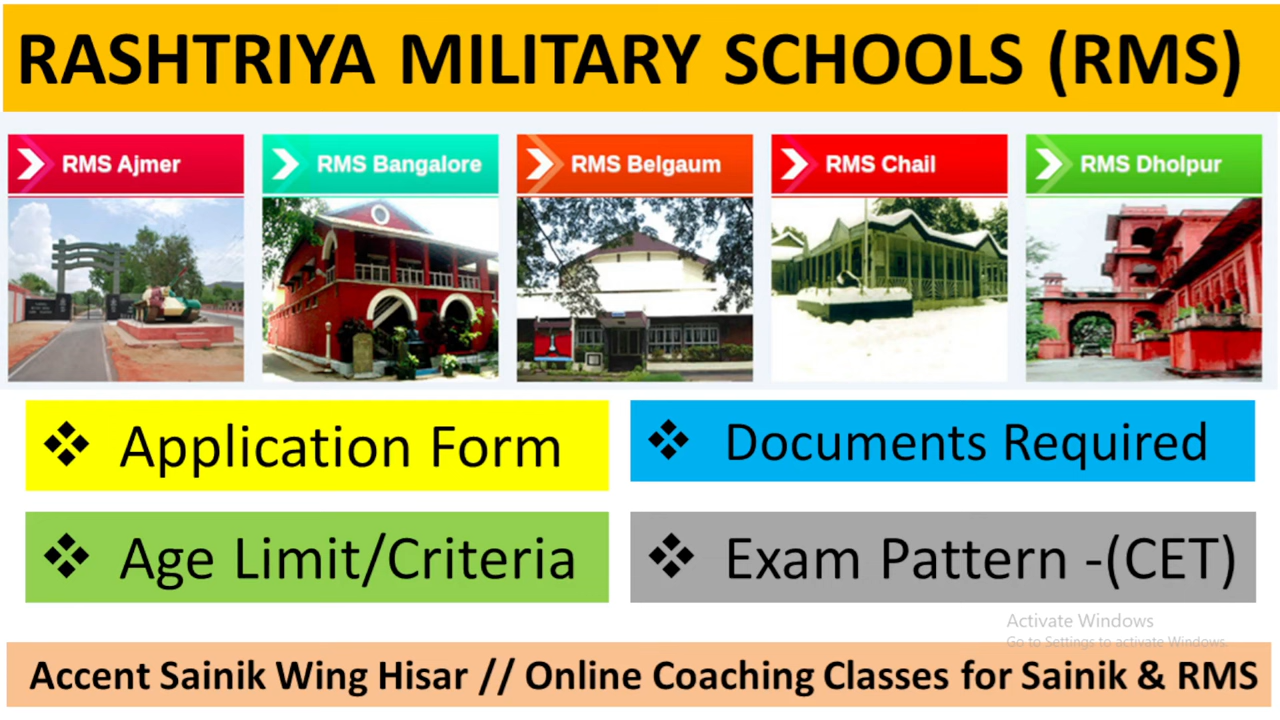 RASHTRIYA MILITARY SCHOOLS (RMS)
RMS Ajmer
RMS Bangalore
RMS Belgaum
RMS Chail
RMS Dholpur
❖ Application Form
❖ Documents Required
❖ Age Limit/Criteria
❖ Exam Pattern -(CET)
Activate Windows
Go to Settings to activate Windows.
Accent Sainik Wing Hisar // Online Coaching Classes for Sainik & RMS